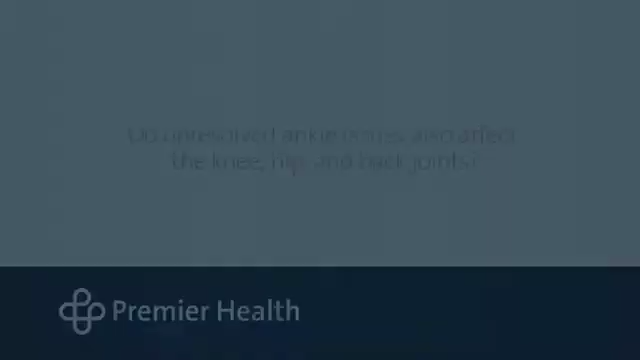 Do unresolved ankle issues also affect
the knee, hip, and back joints?
Premier Health